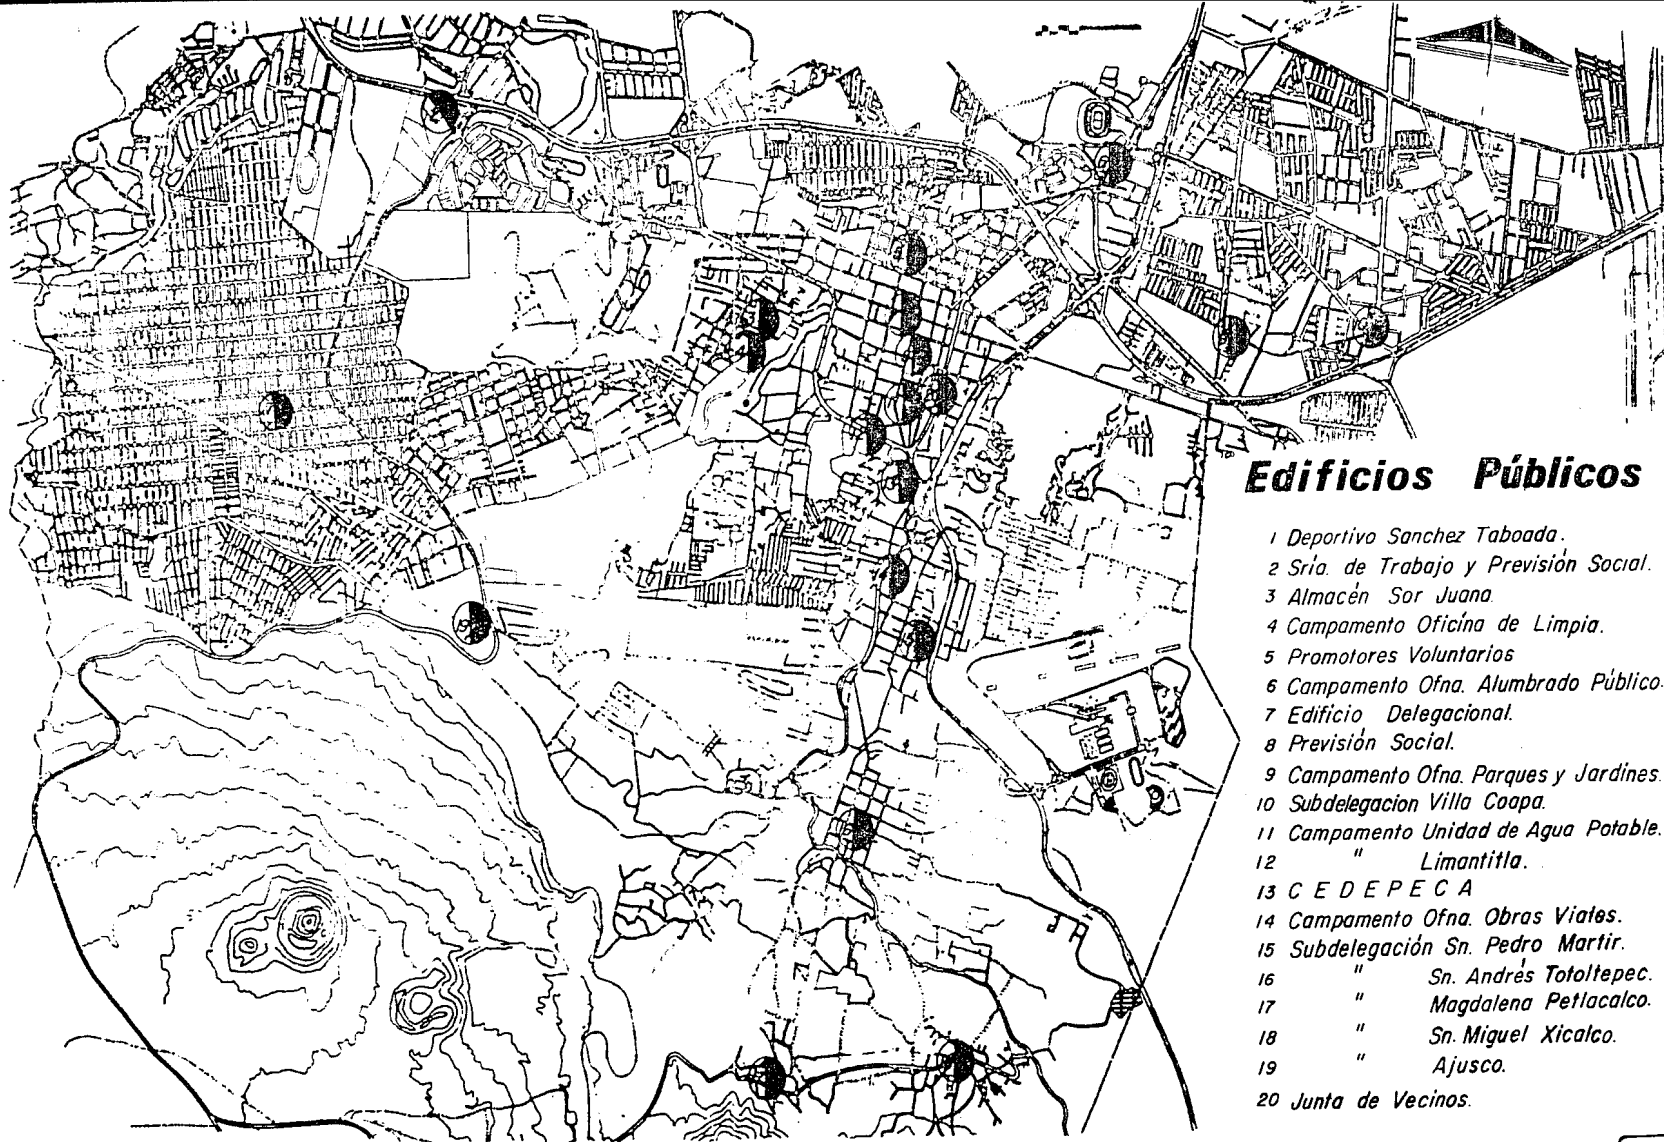 Edificios Públicos
1 Deportivo Sanchez Taboada.
2 Sría. de Trabajo y Previsión Social.
3 Almacén Sor Juana.
4 Campamento Oficina de Limpia.
5 Promotores Voluntarios
6 Campamento Ofna. Alumbrado Público.
7 Edificio Delegacional.
8 Previsión Social.
9 Campamento Ofna. Parques y Jardines.
10 Subdelegacion Villa Coapa.
11 Campamento Unidad de Agua Potable.
12 " Limantitla.
13 C E D E P E C A
14 Campamento Ofna. Obras Viales.
15 Subdelegación Sn. Pedro Martir.
16 " Sn. Andrés Totoltepec.
17 " Magdalena Petlacalco.
18 " Sn. Miguel Xicalco.
19 " Ajusco.
20 Junta de Vecinos.